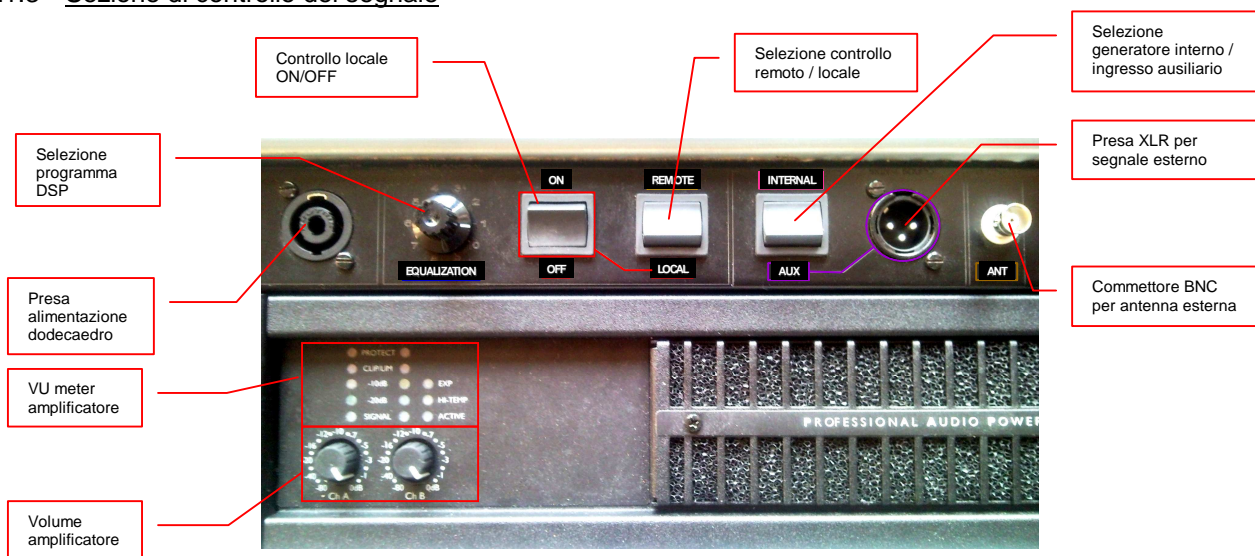 Sezione di controllo del segnale
Controllo locale
ON/OFF
Selezione controllo
remoto / locale
Selezione
generatore interno /
ingresso ausiliario
Selezione
programma
DSP
Presa XLR per
segnale esterno
ON
REMOTE
INTERNAL
EQUALIZATION
OFF
LOCAL
AUX
ANT
Presa
alimentazione
dodecaedro
Commettore BNC
per antenna esterna
VU meter
amplificatore
PROTECT
CLIP/LIM
-10dB
EXP
-20dB
HI-TEMP
SIGNAL
ACTIVE
PROFESSIONAL AUDIO POWER
Ch A
0dB
Ch B
0dB
Volume
amplificatore